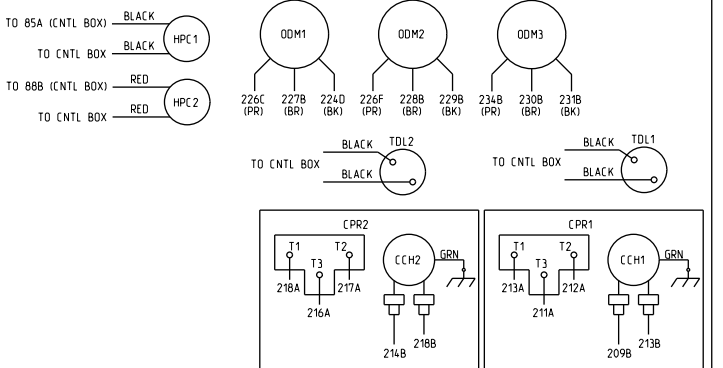 TO 85A (CNTL BOX) BLACK
HPC1
TO CNTL BOX BLACK
TO 88B (CNTL BOX) RED
HPC2
TO CNTL BOX RED
ODM1
226C 227B 224D
(PR) (BR) (BK)
ODM2
226F 228B 229B
(PR) (BR) (BK)
ODM3
234B 230B 231B
(PR) (BR) (BK)
BLACK TDL2
TO CNTL BOX
BLACK
BLACK TDL1
TO CNTL BOX
BLACK
CPR2
T1 T2
T3
218A 217A
216A
CCH2 GRN
214B 218B
CPR1
T1 T2
T3
213A 212A
211A
CCH1 GRN
209B 213B